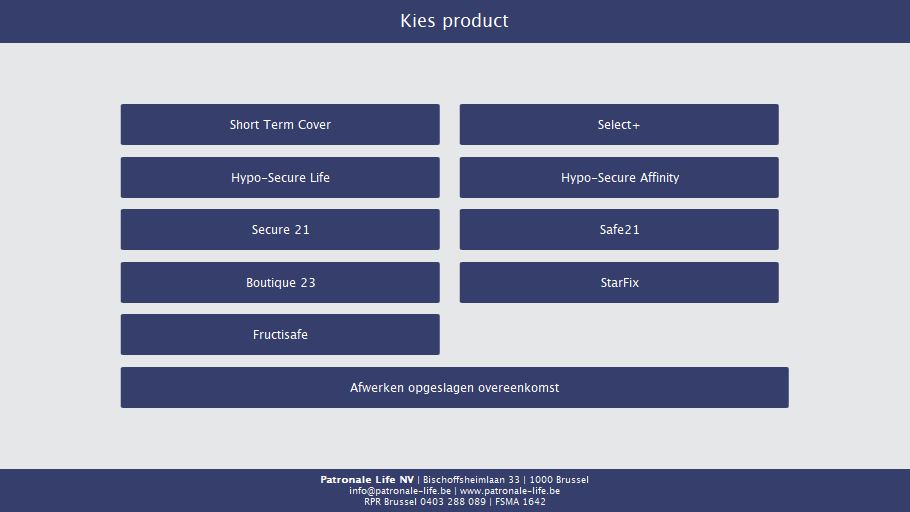 Kies product
Short Term Cover
Select+
Hypo-Secure Life
Hypo-Secure Affinity
Secure 21
Safe21
Boutique 23
StarFix
Fructisafe
Afwerken opgeslagen overeenkomst
Patronale Life NV | Bischoffsheimlaan 33 | 1000 Brussel
info@patronale-life.be | www.patronale-life.be
RPR Brussel 0403 288 089 | FSMA 1642